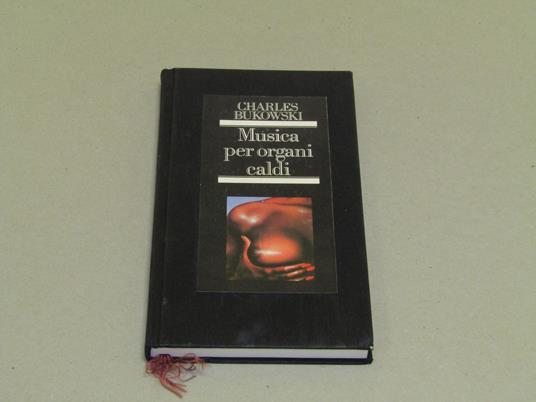 CHARLES
BUKOWSKI
Musica
per organi
caldi